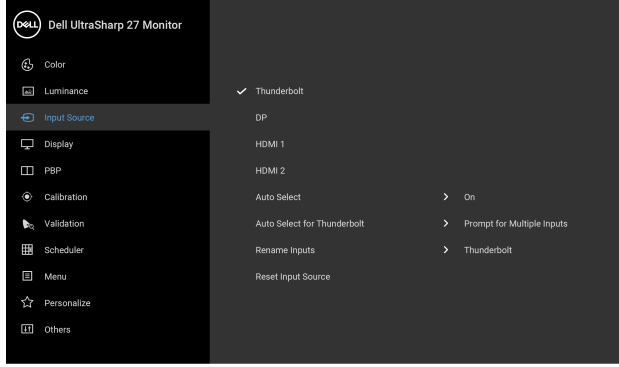 DELL Dell UltraSharp 27 Monitor
Color
Luminance
Thunderbolt
Input Source
DP
Display
HDMI 1
PBP
HDMI 2
Calibration
Auto Select
On
Validation
Auto Select for Thunderbolt
Prompt for Multiple Inputs
Scheduler
Rename Inputs
Thunderbolt
Menu
Reset Input Source
Personalize
Others